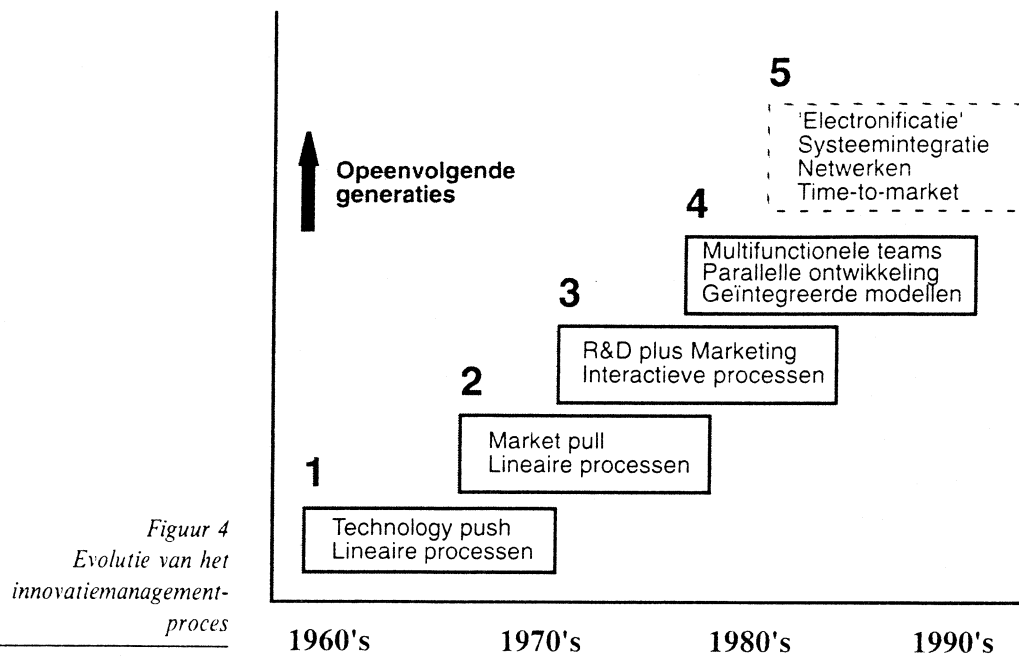 5
'Electronificatie'
Systeemintegratie
Netwerken
Time-to-market
Opeenvolgende
generaties
4
Multifunctionele teams
Parallelle ontwikkeling
Geïntegreerde modellen
3
R&D plus Marketing
Interactieve processen
2
Market pull
Lineaire processen
1
Technology push
Lineaire processen
Figuur 4
Evolutie van het
innovatiemanagement-
proces
1960's 1970's 1980's 1990's